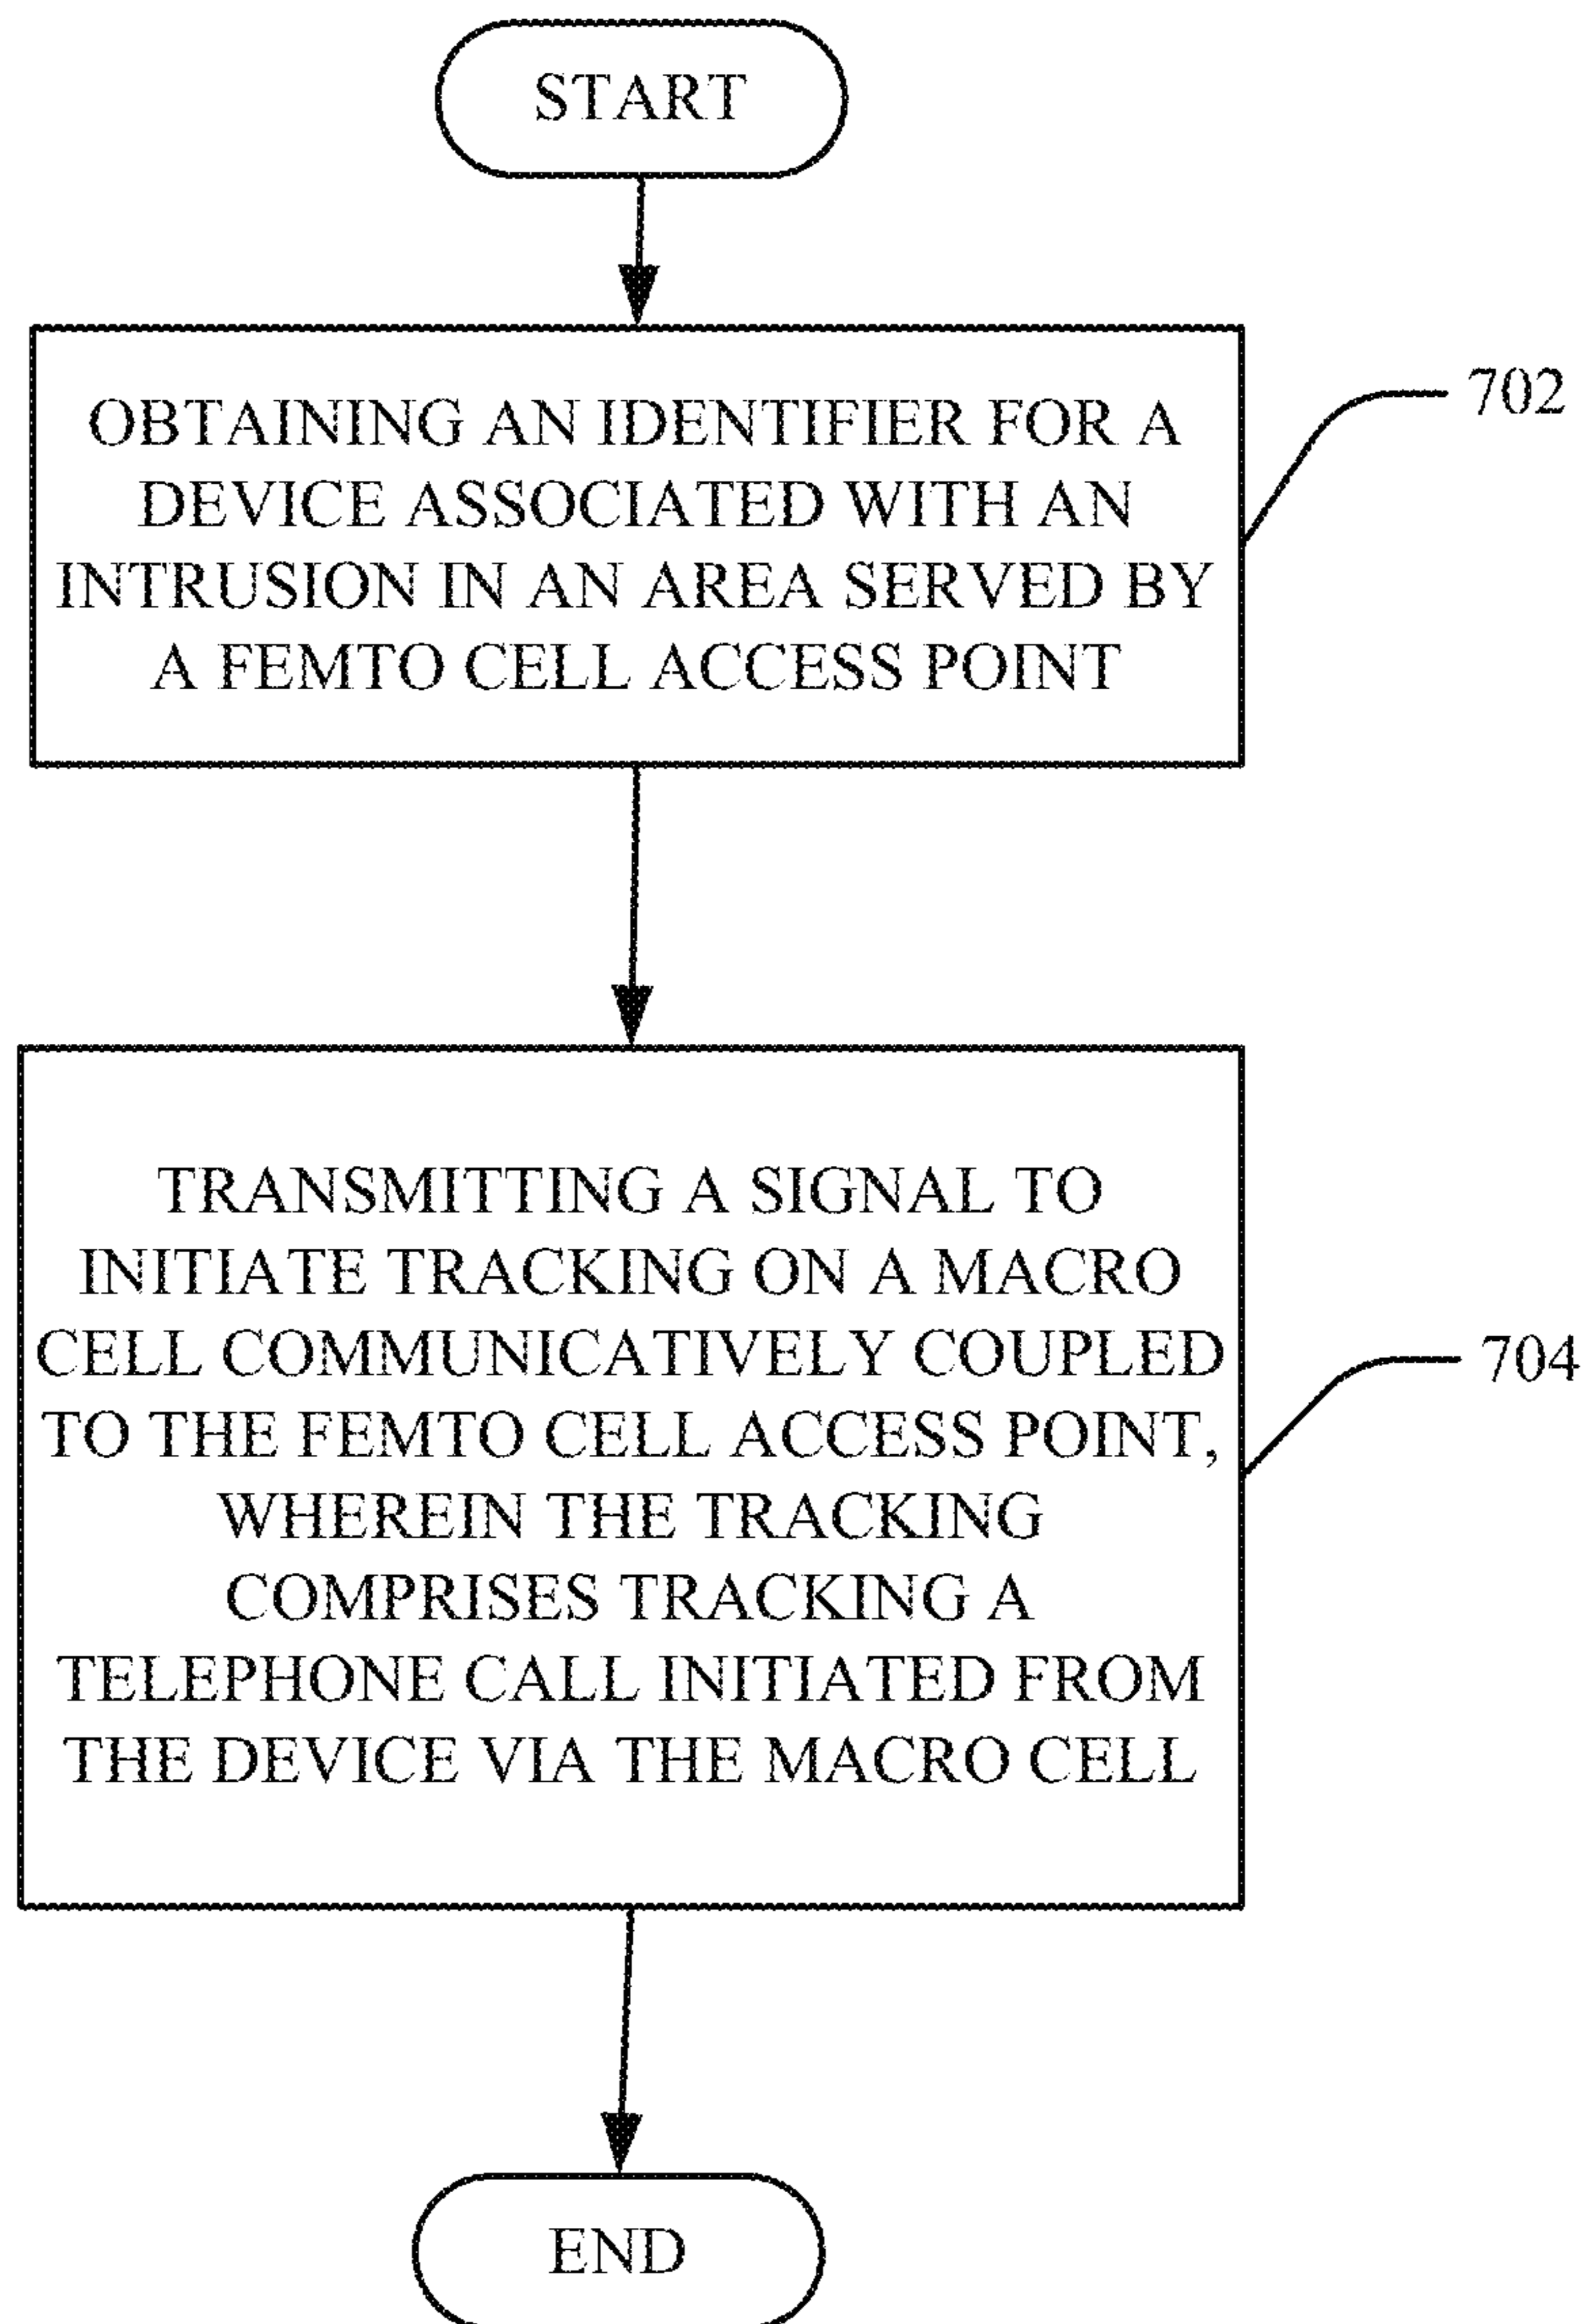 START
OBTAINING AN IDENTIFIER FOR A
DEVICE ASSOCIATED WITH AN
INTRUSION IN AN AREA SERVED BY
A FEMTO CELL ACCESS POINT
702
TRANSMITTING A SIGNAL TO
INITIATE TRACKING ON A MACRO
CELL COMMUNICATIVELY COUPLED
TO THE FEMTO CELL ACCESS POINT,
WHEREIN THE TRACKING
COMPRISES TRACKING A
TELEPHONE CALL INITIATED FROM
THE DEVICE VIA THE MACRO CELL
704
END